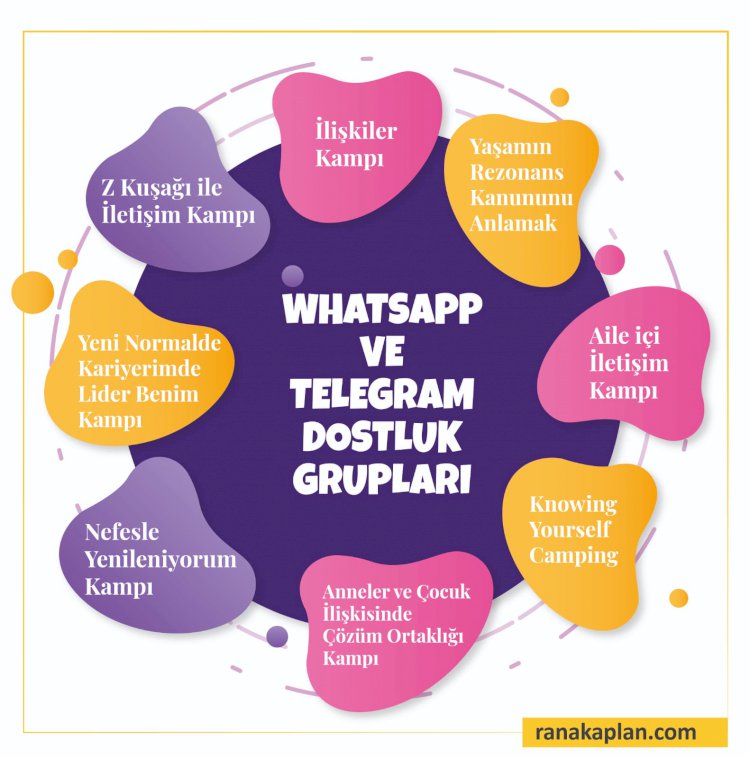 İlişkiler
Kampı
Yaşamın
Rezonans
Kanununu
Anlamak
Z Kuşağı ile
İletişim Kampı
WHATSAPP
VE
TELEGRAM
DOSTLUK
GRUPLARI
Aile içi
İletişim
Kampı
Yeni Normalde
Kariyerimde
Lider Benim
Kampı
Knowing
Yourself
Camping
Nefesle
Yenileniyorum
Kampı
Anneler ve Çocuk
İlişkisinde
Çözüm Ortaklığı
Kampı
ranakaplan.com